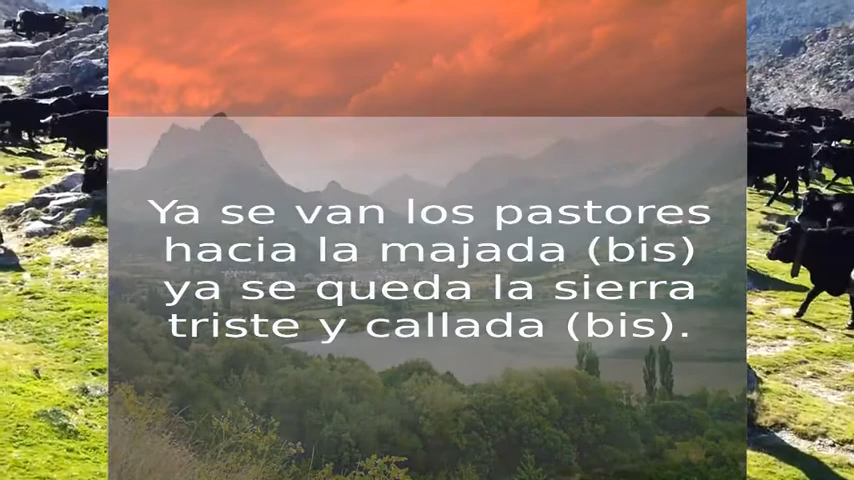 Ya se van los pastores
hacia la majada (bis)
ya se queda la sierra
triste y callada (bis).